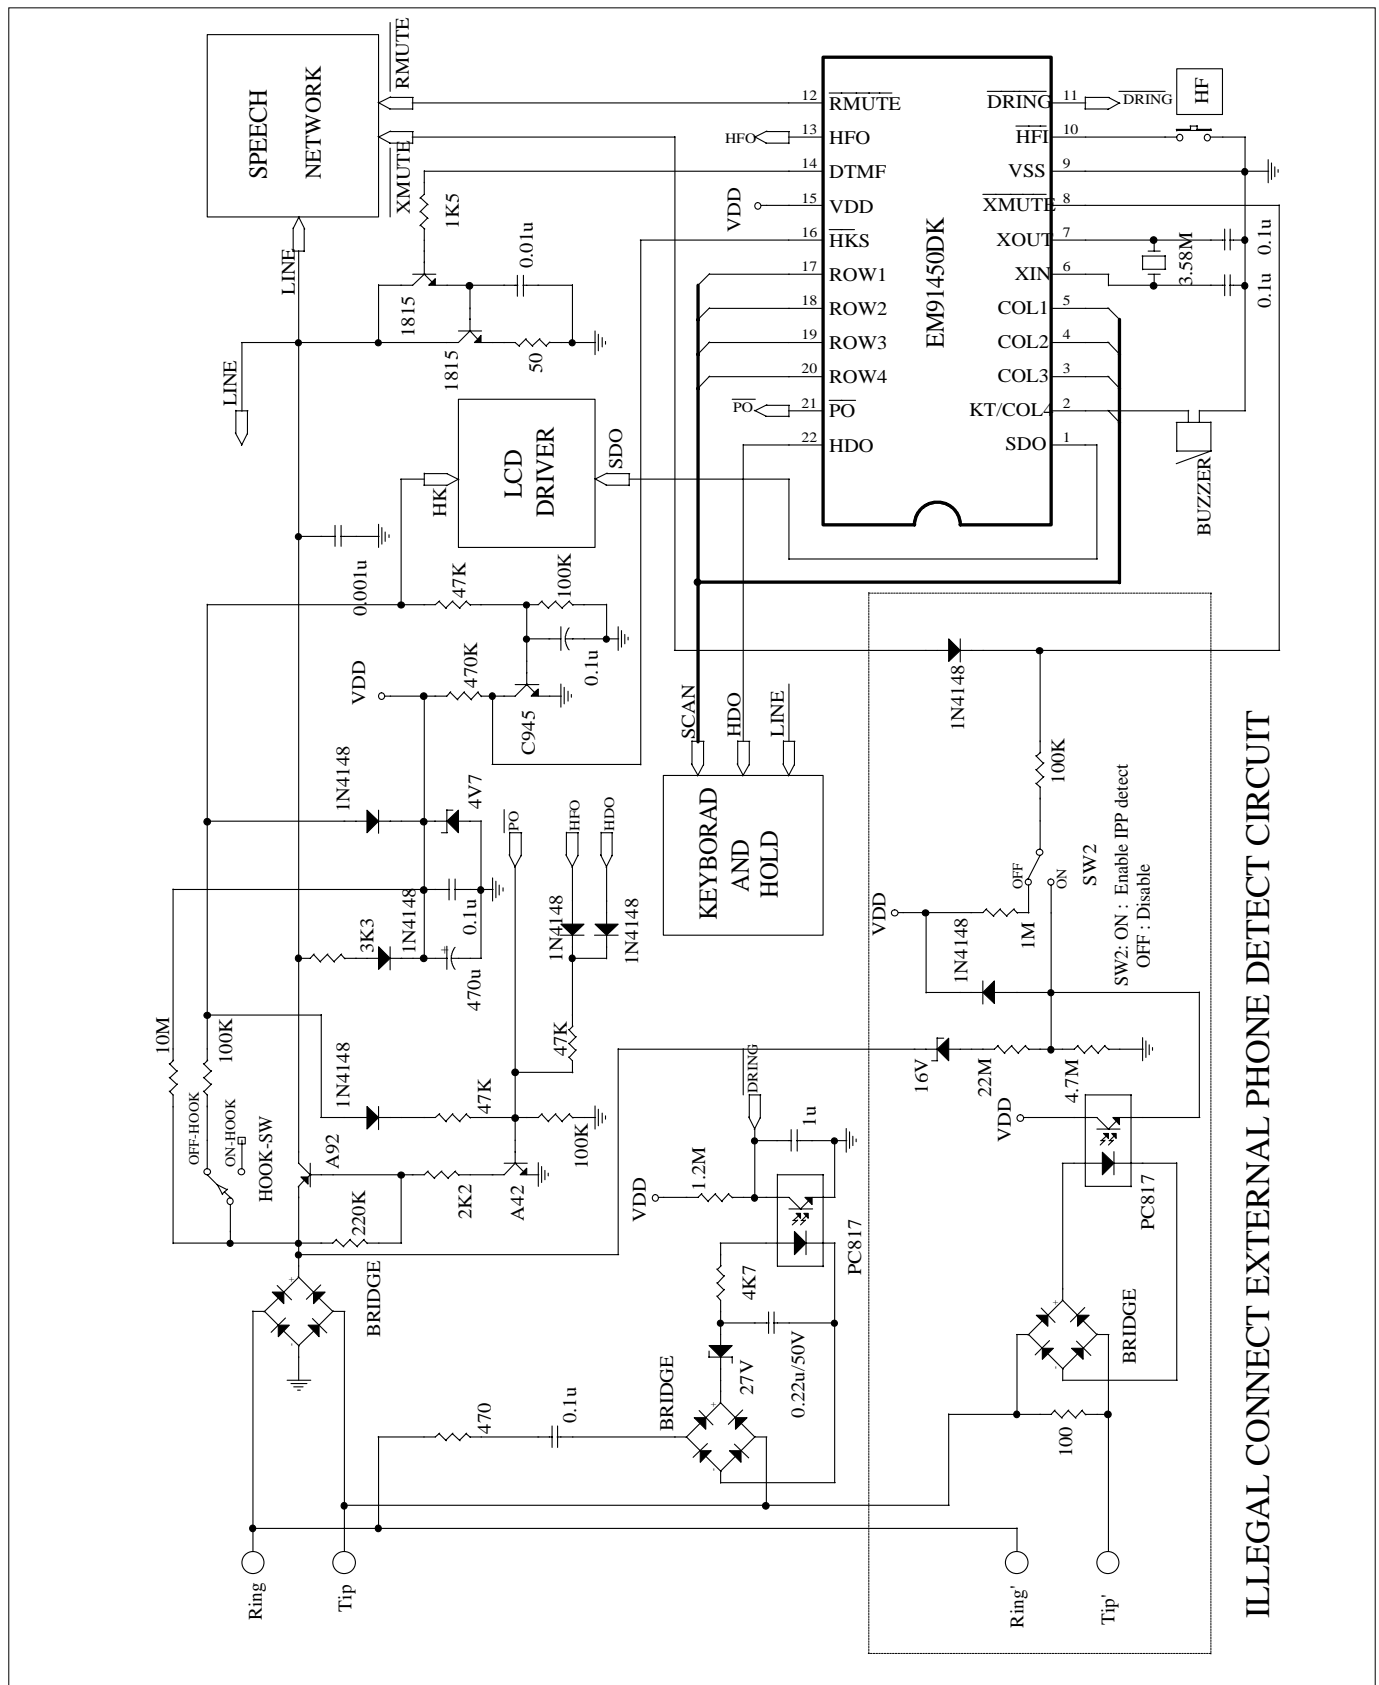 SPEECH
NETWORK
RMUTE
XMUTE
LINE
LINE
1K5
0.01u
1815
1815
50
12
RMUTE
13
HFO
HFO
14
DTMF
15
VDD
VDD
16
HKS
17
ROW1
18
ROW2
19
ROW3
20
ROW4
21
PO
PO
22
HDO
EM91450DK
DRING
11
DRING
HF
HFI
10
VSS
9
XMUTE
8
XOUT
7
XIN
6
COL1
5
COL2
4
COL3
3
KT/COL4
2
SDO
1
3.58M
0.1u
0.1u
BUZZER
LCD
DRIVER
HK
SDO
0.001u
47K
100K
0.1u
VDD
470K
C945
SCAN
HDO
LINE
KEYBORAD
AND
HOLD
1N4148
4V7
PO
HFO
HDO
10M
3K3
1N4148
0.1u
470u
1N4148
1N4148
47K
100K
1N4148
47K
100K
OFF-HOOK
ON-HOOK
HOOK-SW
A92
220K
2K2
A42
BRIDGE
+
-
DRING
1u
1.2M
VDD
PC817
4K7
27V
0.22u/50V
BRIDGE
470
0.1u
1N4148
100K
OFF
ON
SW2
VDD
1M
1N4148
SW2: ON : Enable IPP detect
OFF : Disable
16V
22M
4.7M
VDD
PC817
BRIDGE
100
Ring
Tip
Ring'
Tip'
ILLEGAL CONNECT EXTERNAL PHONE DETECT CIRCUIT